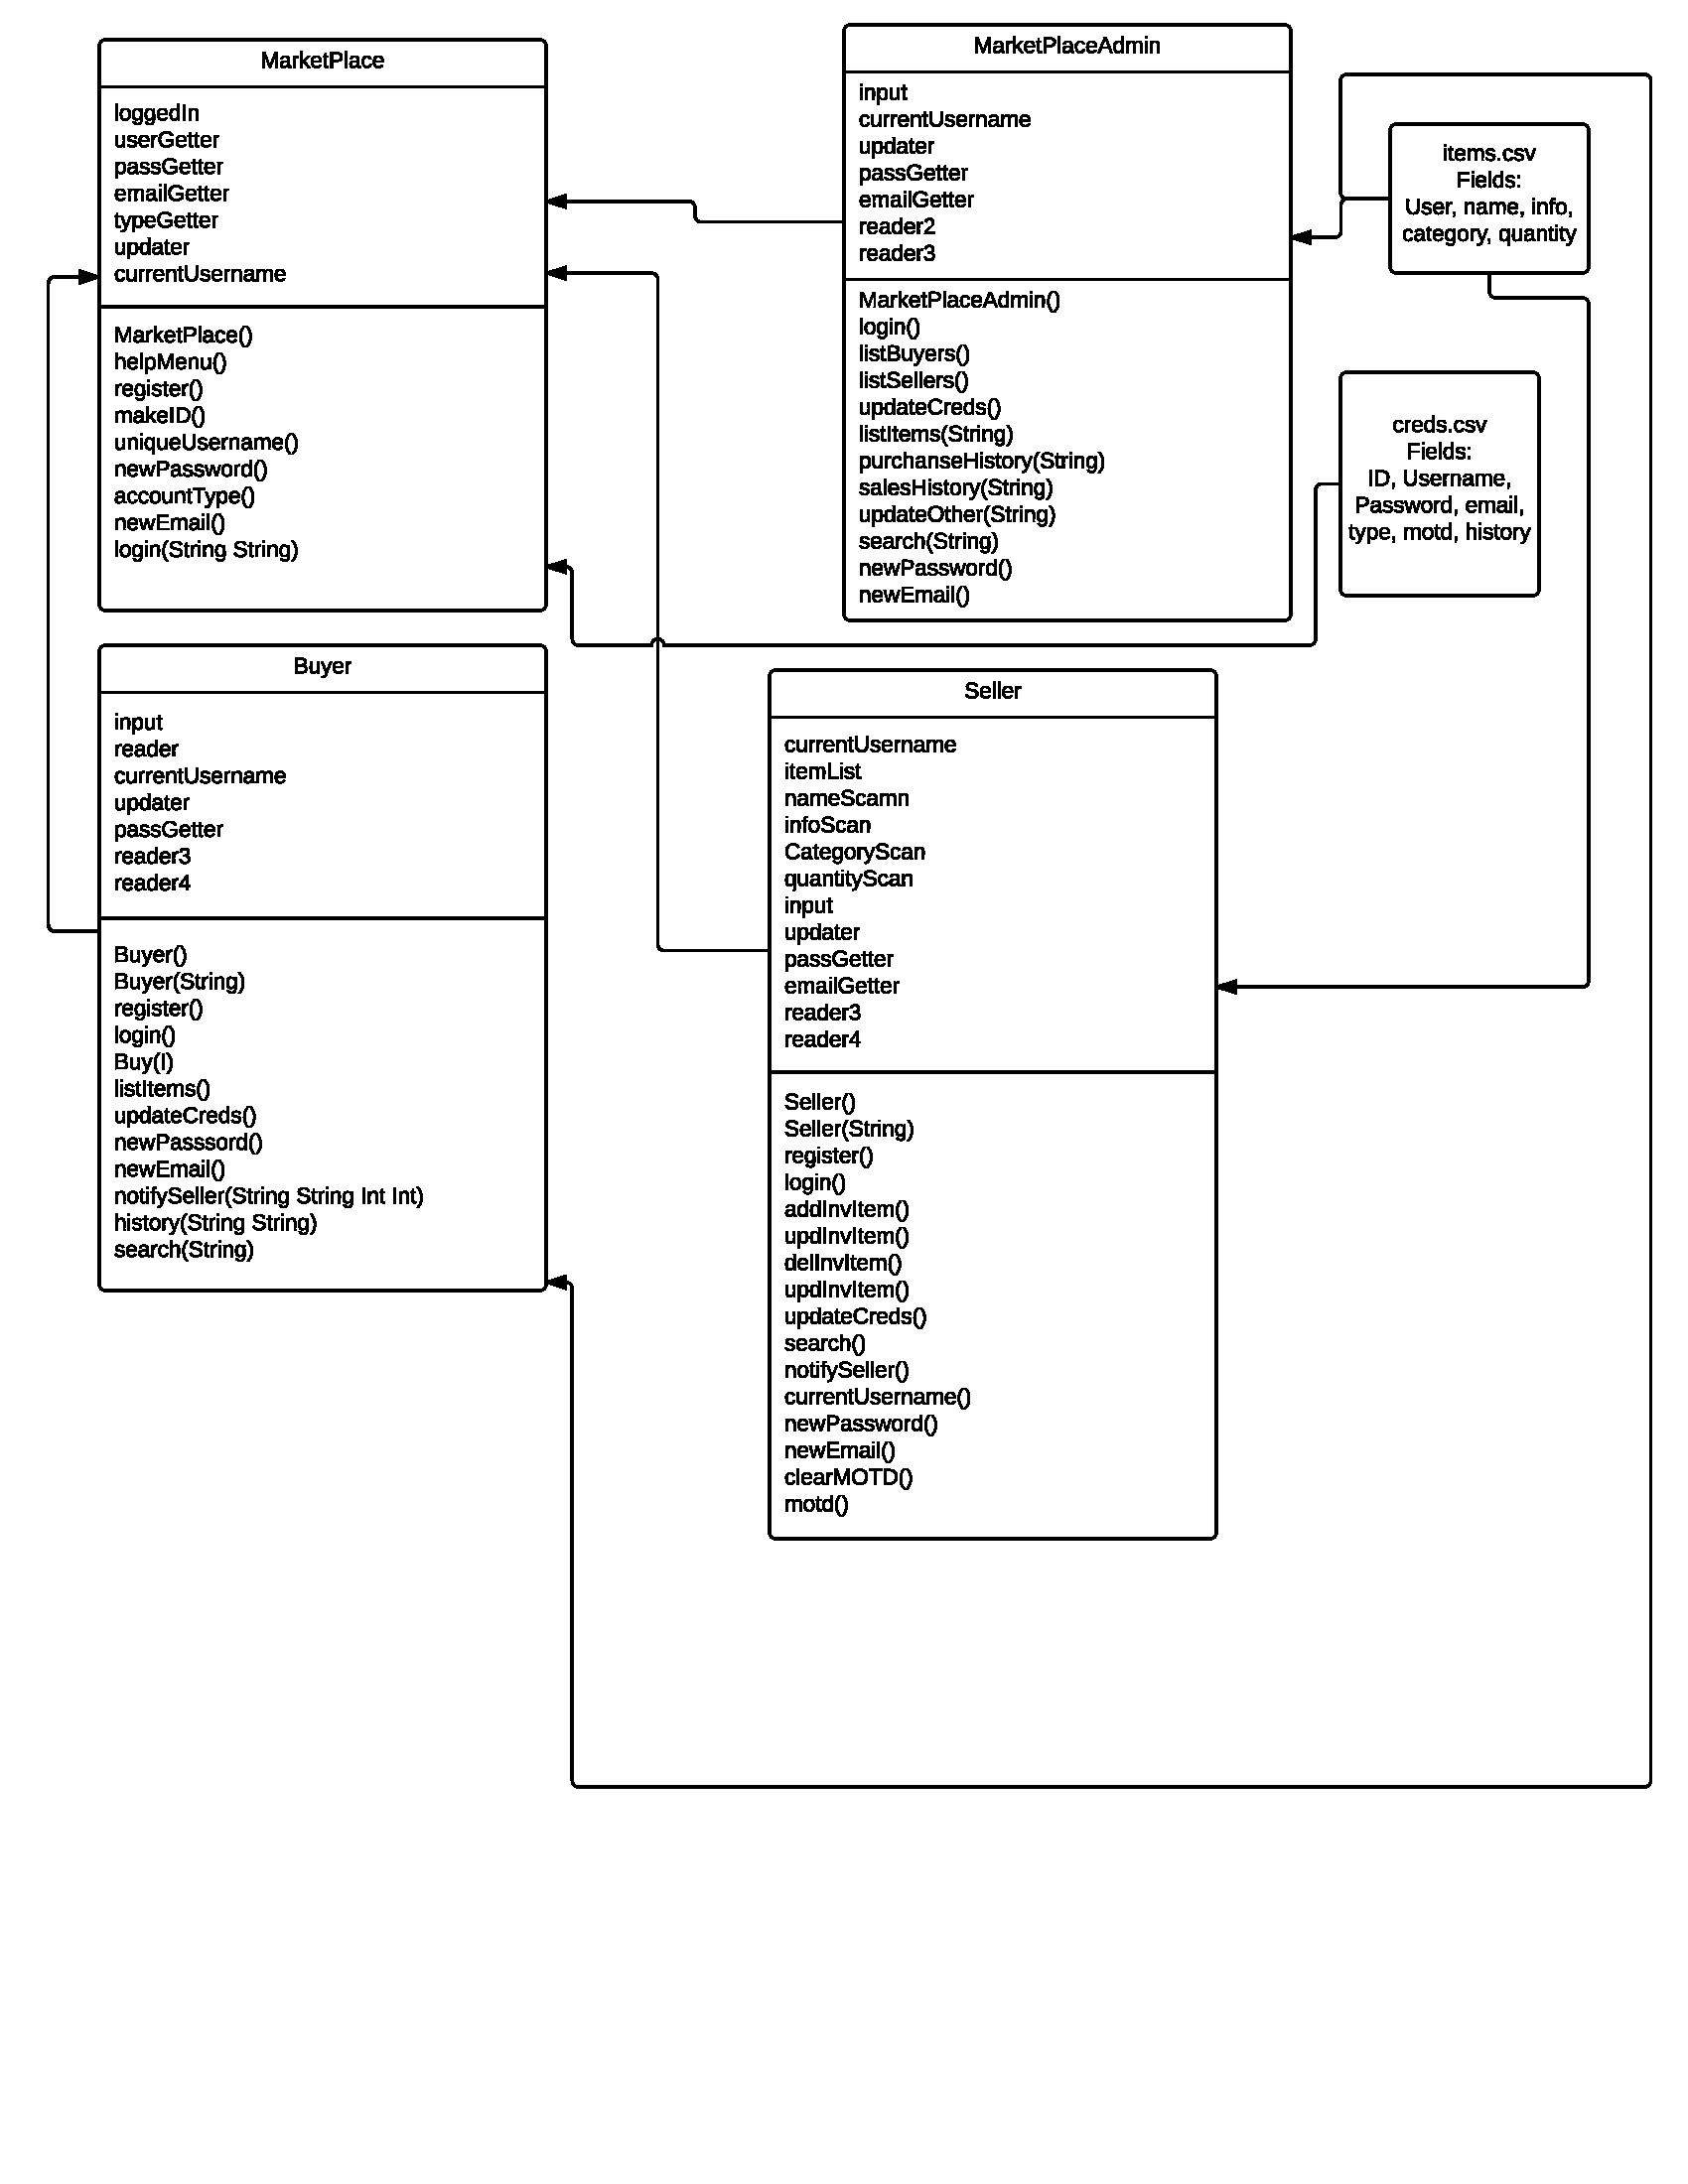 MarketPlace
loggedIn
userGetter
passGetter
emailGetter
typeGetter
updater
currentUsername
MarketPlace()
helpMenu()
register()
makeID()
uniqueUsername()
newPassword()
accountType()
newEmail()
login(String String)
MarketPlaceAdmin
input
currentUsername
updater
passGetter
emailGetter
reader2
reader3
MarketPlaceAdmin()
login()
listBuyers()
listSellers()
updateCreds()
listItems(String)
purchanseHistory(String)
salesHistory(String)
updateOther(String)
search(String)
newPassword()
newEmail()
items.csv
Fields:
User, name, info,
category, quantity
creds.csv
Fields:
ID, Username,
Password, email,
type, motd, history
Buyer
input
reader
currentUsername
updater
passGetter
reader3
reader4
Buyer()
Buyer(String)
register()
login()
Buy(I)
listItems()
updateCreds()
newPasssord()
newEmail()
notifySeller(String String Int Int)
history(String String)
search(String)
Seller
currentUsername
itemList
nameScamn
infoScan
CategoryScan
quantityScan
input
updater
passGetter
emailGetter
reader3
reader4
Seller()
Seller(String)
register()
login()
addInvItem()
updInvItem()
delInvItem()
updInvItem()
updateCreds()
search()
notifySeller()
currentUsername()
newPassword()
newEmail()
clearMOTD()
motd()